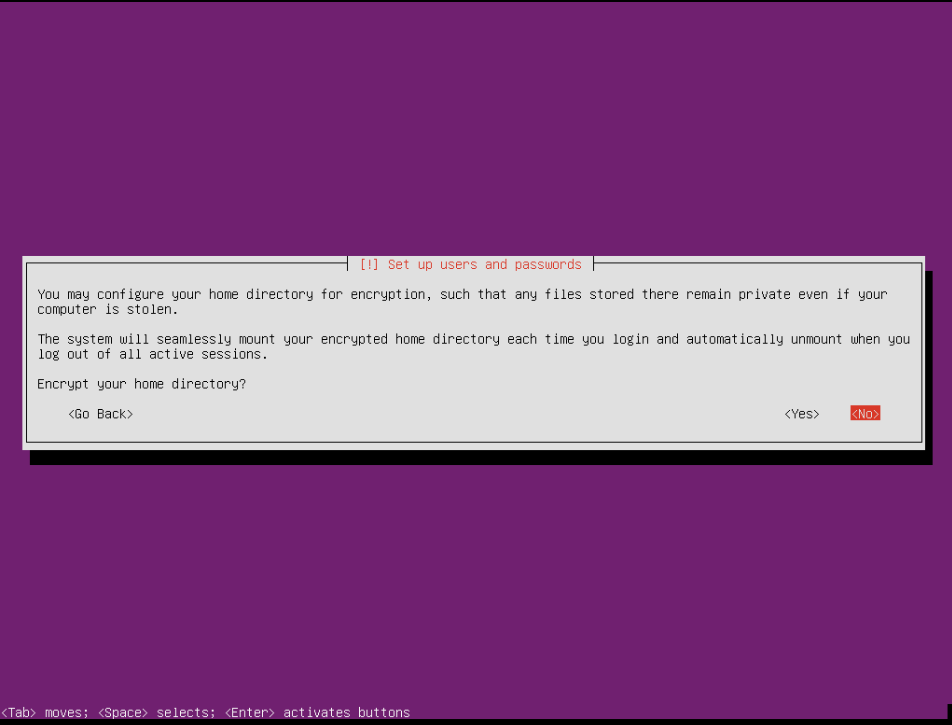 [!] Set up users and passwords
You may configure your home directory for encryption, such that any files stored there remain private even if your
computer is stolen.
The system will seamlessly mount your encrypted home directory each time you login and automatically unmount when you
log out of all active sessions.
Encrypt your home directory?
<Go Back> <Yes> <No>
<Tab> moves; <Space> selects; <Enter> activates buttons